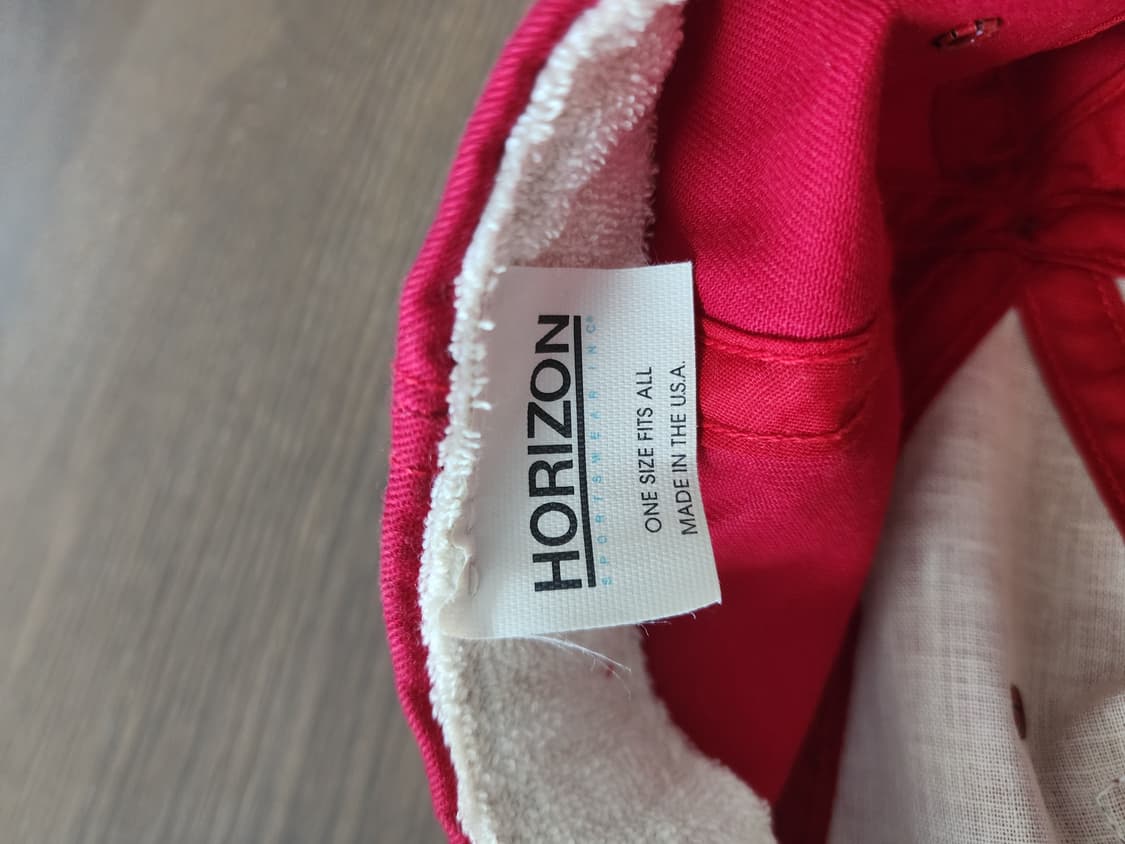 HORIZON
SPORTSWEAR INC®
ONE SIZE FITS ALL
MADE IN THE U.S.A.